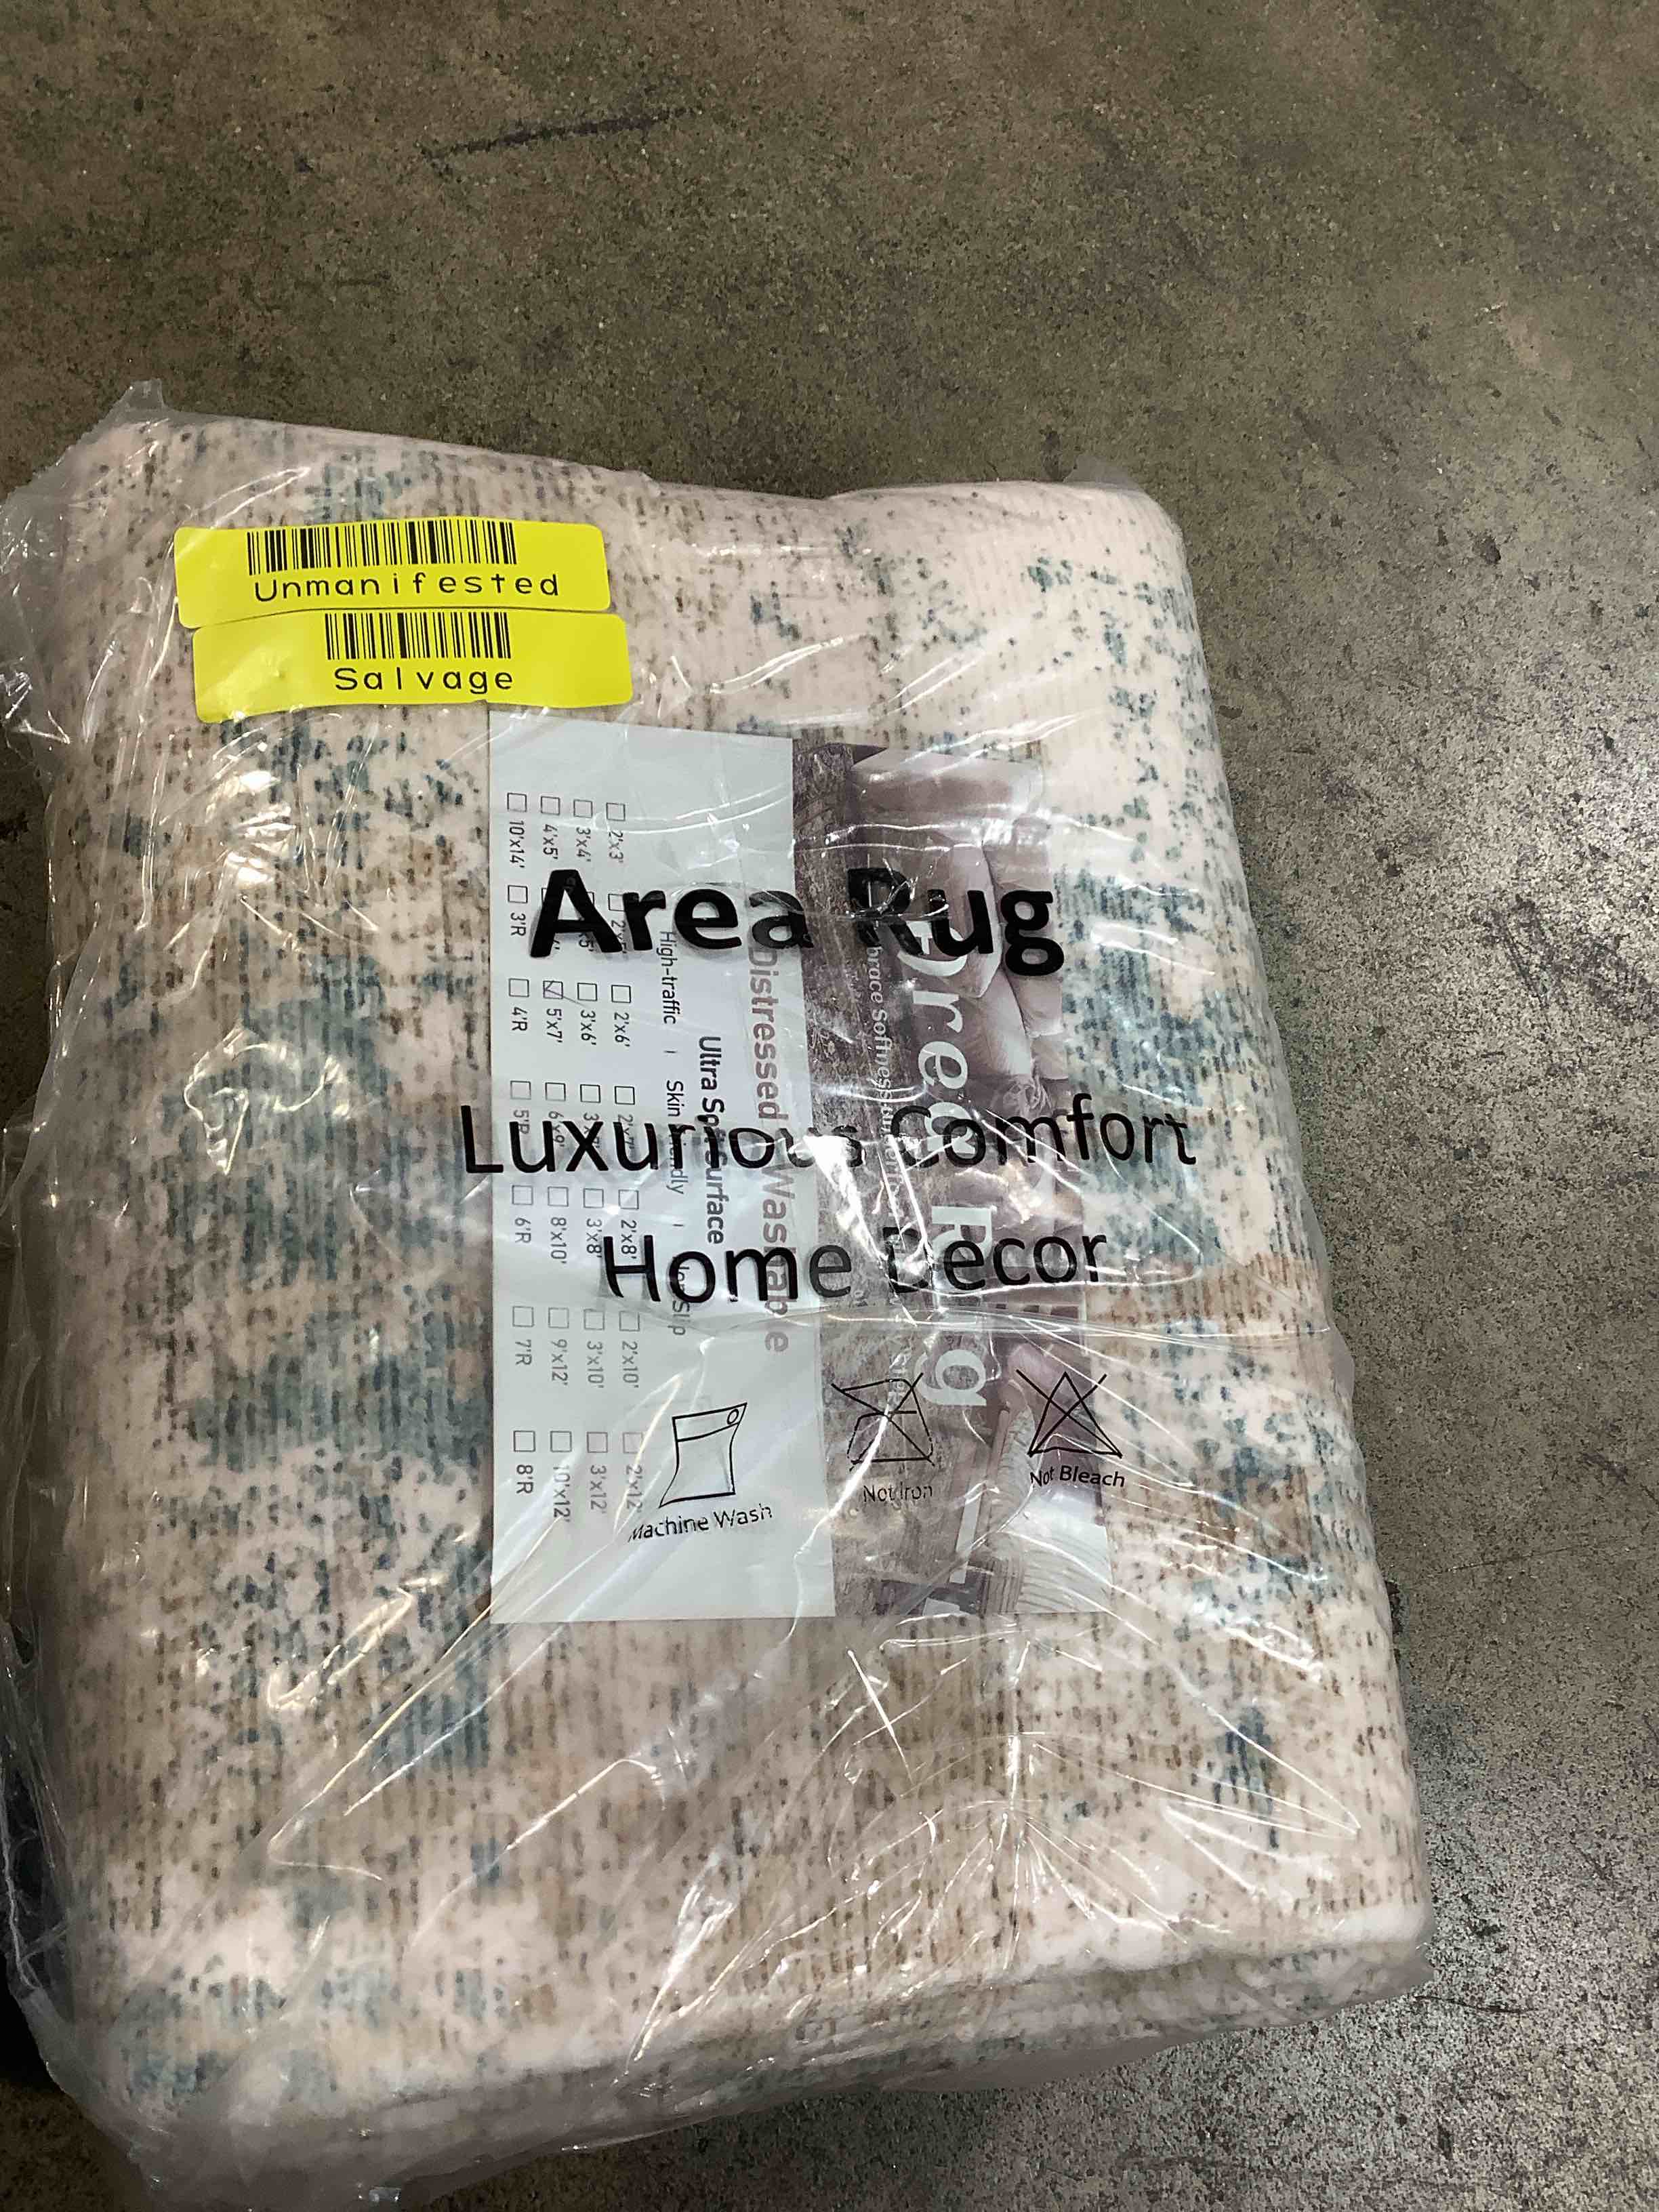 Unmanifested
Salvage
Area Rug
Luxurious Comfort
Home Decor
Machine Wash
Not Iron
Not Bleach
Distressed Washable
Ultra Soft Surface
High-traffic | Skin friendly |
2'x3' 2'x6' 2'x8' 2'x10' 2'x12'
3'x4' 3'x6' 3'x8' 3'x10' 3'x12'
4'x5' 5'x7' 8'x10' 9'x12' 10'x12'
10'x14' 3'R 4'R 5'R 6'R 7'R 8'R